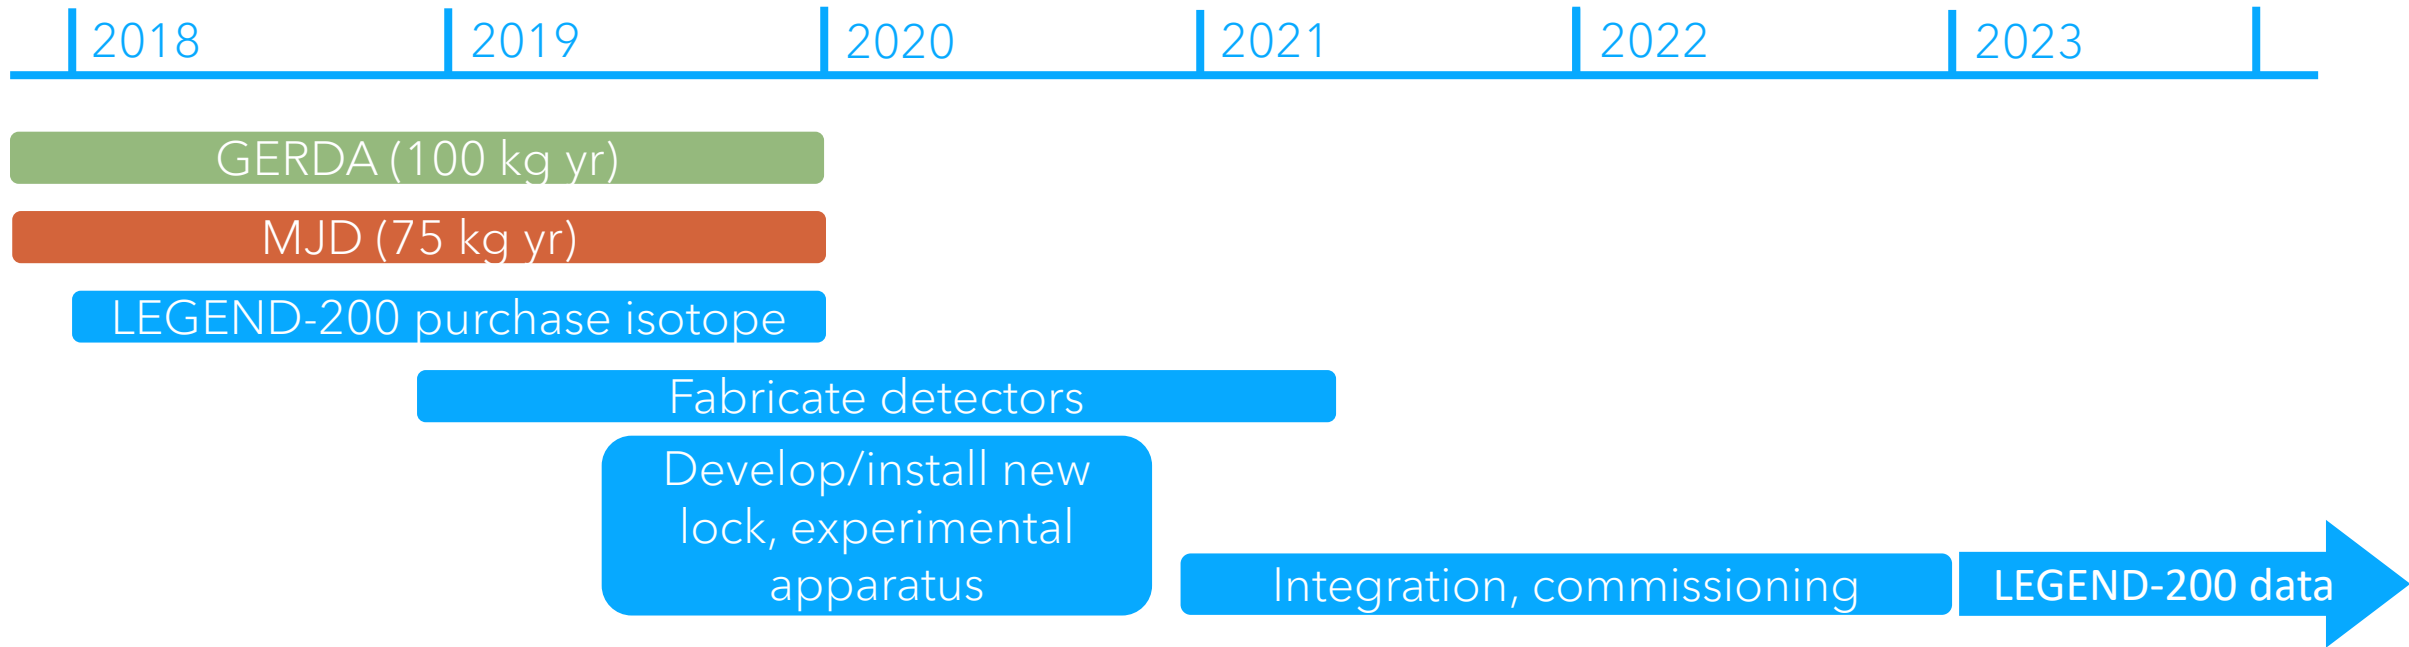 2018 2019 2020 2021 2022 2023
GERDA (100 kg yr)
MJD (75 kg yr)
LEGEND-200 purchase isotope
Fabricate detectors
Develop/install new
lock, experimental
apparatus
Integration, commissioning
LEGEND-200 data